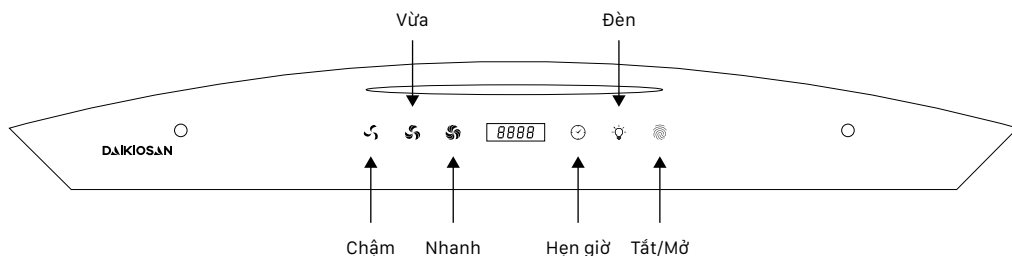 Vừa Đèn
8888
DAIKIOSAN
Chậm Nhanh Hẹn giờ Tắt/Mở